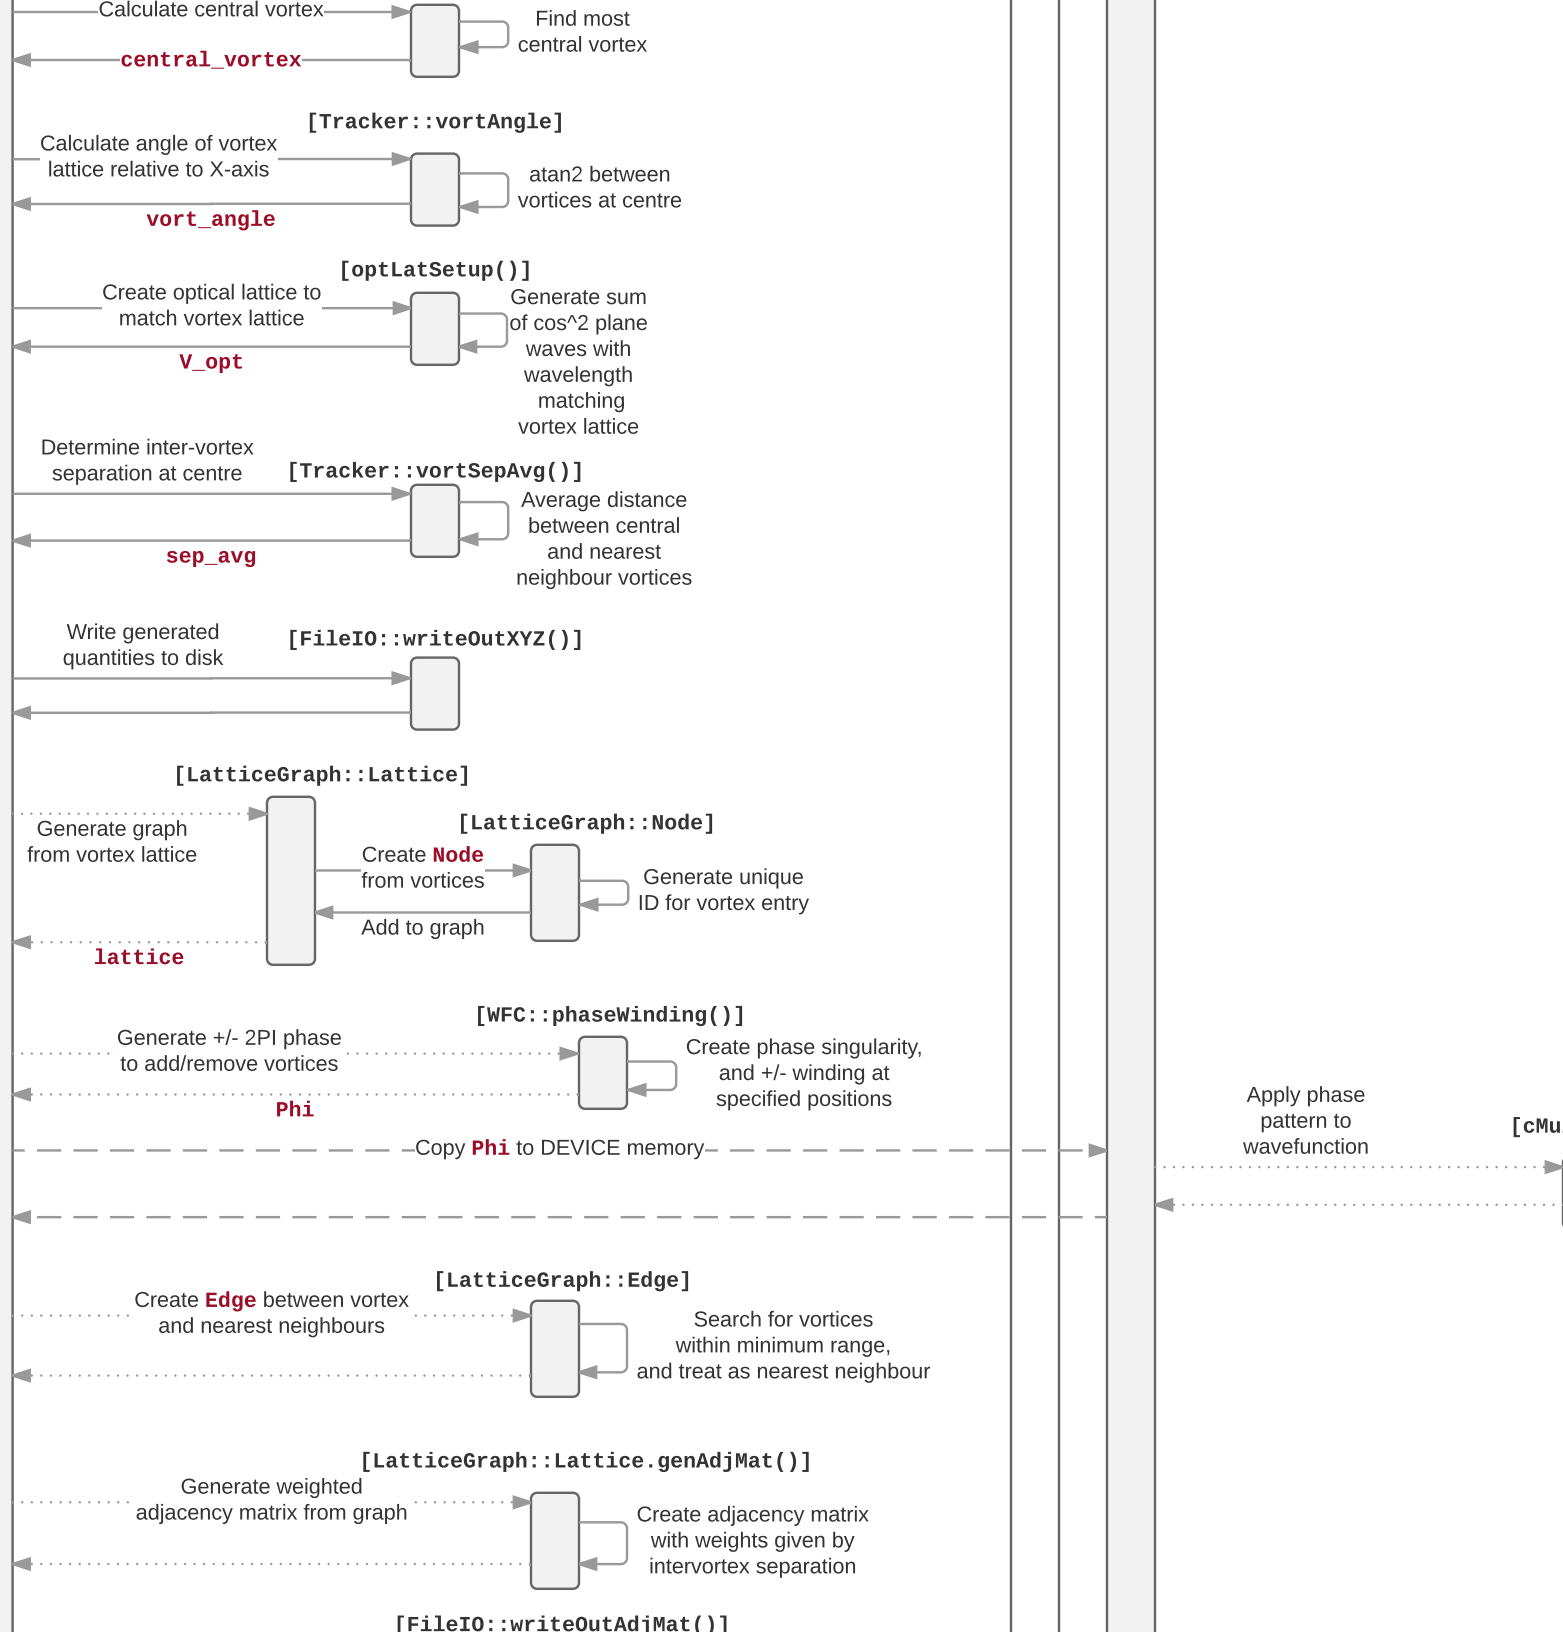 Calculate central vortex
Find most
central vortex
central_vortex
[Tracker::vortAngle]
Calculate angle of vortex
lattice relative to X-axis
atan2 between
vortices at centre
vort_angle
[optLatSetup()]
Create optical lattice to
match vortex lattice
Generate sum
of cos^2 plane
waves with
wavelength
matching
vortex lattice
V_opt
Determine inter-vortex
separation at centre
[Tracker::vortSepAvg()]
Average distance
between central
and nearest
neighbour vortices
sep_avg
Write generated
quantities to disk
[FileIO::writeOutXYZ()]
[LatticeGraph::Lattice]
Generate graph
from vortex lattice
[LatticeGraph::Node]
Create Node
from vortices
Generate unique
ID for vortex entry
Add to graph
lattice
[WFC::phaseWinding()]
Generate +/- 2PI phase
to add/remove vortices
Create phase singularity,
and +/- winding at
specified positions
Phi
Copy Phi to DEVICE memory
Apply phase
pattern to
wavefunction
[cMu
[LatticeGraph::Edge]
Create Edge between vortex
and nearest neighbours
Search for vortices
within minimum range,
and treat as nearest neighbour
[LatticeGraph::Lattice.genAdjMat()]
Generate weighted
adjacency matrix from graph
Create adjacency matrix
with weights given by
intervortex separation
[FileIO::writeOutAdjMat()]